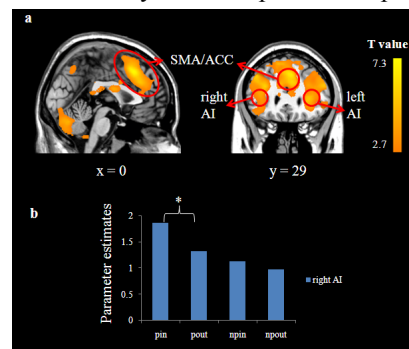 a
T value
SMA/ACC
7.3
right AI
left AI
2.7
x = 0
y = 29
b
Parameter estimates
2
1.5
1
0.5
0
*
right AI
pin
pout
npin
npout